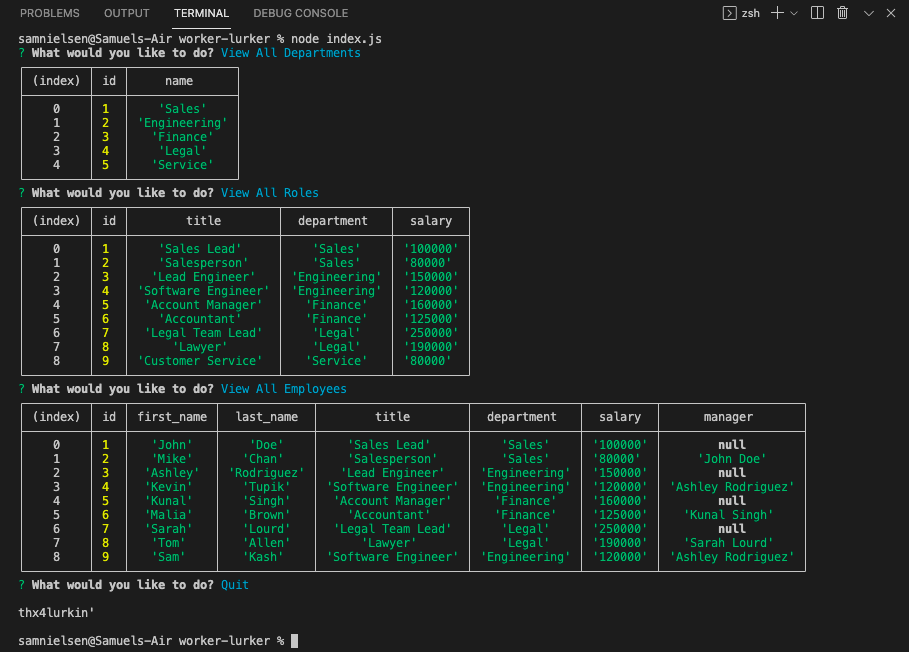 PROBLEMS OUTPUT TERMINAL DEBUG CONSOLE zsh
samnielsen@Samuels-Air worker-lurker % node index.js
? What would you like to do? View All Departments
(index) id name
0 1 'Sales'
1 2 'Engineering'
2 3 'Finance'
3 4 'Legal'
4 5 'Service'
? What would you like to do? View All Roles
(index) id title department salary
0 1 'Sales Lead' 'Sales' '100000'
1 2 'Salesperson' 'Sales' '80000'
2 3 'Lead Engineer' 'Engineering' '150000'
3 4 'Software Engineer' 'Engineering' '120000'
4 5 'Account Manager' 'Finance' '160000'
5 6 'Accountant' 'Finance' '125000'
6 7 'Legal Team Lead' 'Legal' '250000'
7 8 'Lawyer' 'Legal' '190000'
8 9 'Customer Service' 'Service' '80000'
? What would you like to do? View All Employees
(index) id first_name last_name title department salary manager
0 1 'John' 'Doe' 'Sales Lead' 'Sales' '100000' null
1 2 'Mike' 'Chan' 'Salesperson' 'Sales' '80000' 'John Doe'
2 3 'Ashley' 'Rodriguez' 'Lead Engineer' 'Engineering' '150000' null
3 4 'Kevin' 'Tupik' 'Software Engineer' 'Engineering' '120000' 'Ashley Rodriguez'
4 5 'Kunal' 'Singh' 'Account Manager' 'Finance' '160000' null
5 6 'Malia' 'Brown' 'Accountant' 'Finance' '125000' 'Kunal Singh'
6 7 'Sarah' 'Lourd' 'Legal Team Lead' 'Legal' '250000' null
7 8 'Tom' 'Allen' 'Lawyer' 'Legal' '190000' 'Sarah Lourd'
8 9 'Sam' 'Kash' 'Software Engineer' 'Engineering' '120000' 'Ashley Rodriguez'
? What would you like to do? Quit
thx4lurkin'
samnielsen@Samuels-Air worker-lurker %